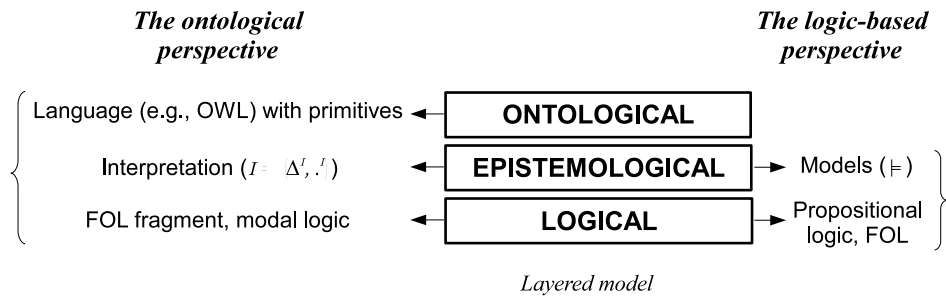 The ontological
perspective
The logic-based
perspective
Language (e.g., OWL) with primitives
ONTOLOGICAL
Interpretation (I = Δᴵ, .ᴵ)
EPISTEMOLOGICAL
Models (⊨)
FOL fragment, modal logic
LOGICAL
Propositional
logic, FOL
Layered model